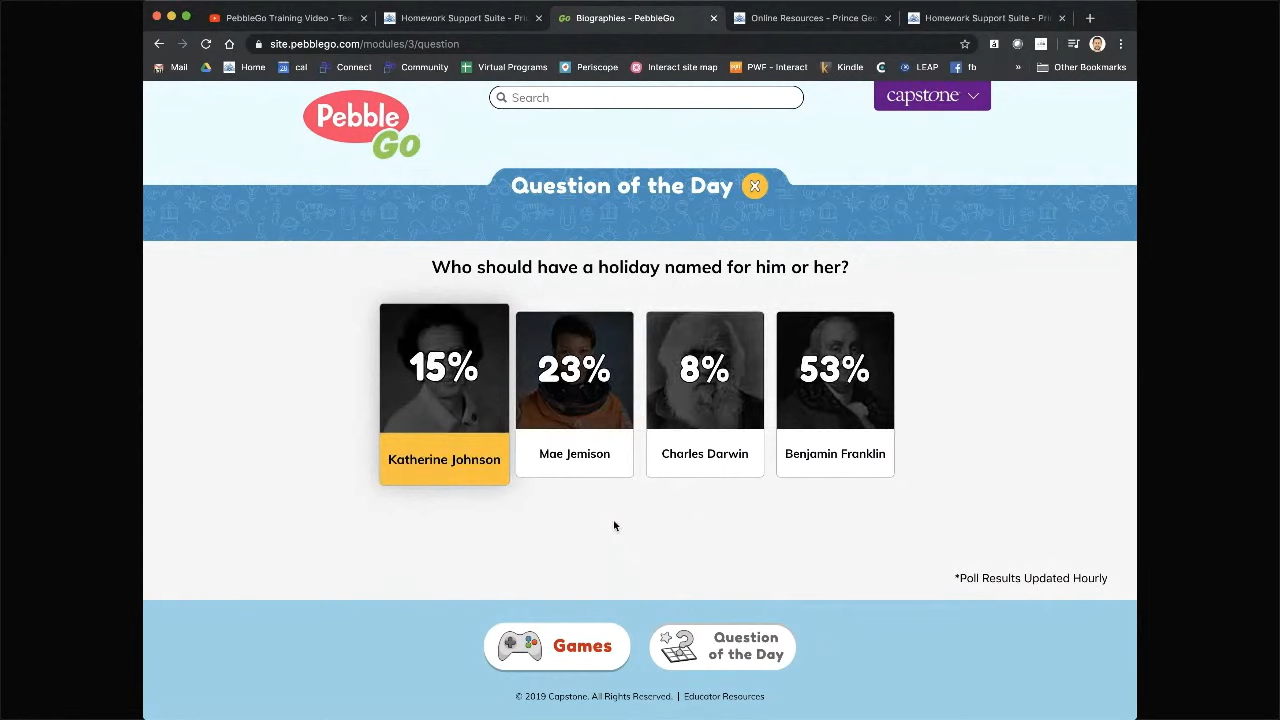 PebbleGo Training Video - Tea
Homework Support Suite - Pri
Go Biographies - PebbleGo
Online Resources - Prince Geo
Homework Support Suite - Pri
site.pebblego.com/modules/3/question
Mail
Home
cal
Connect
Community
Virtual Programs
Periscope
Interact site map
PWF - Interact
Kindle
LEAP
fb
»
Other Bookmarks
Pebble
Go
Search
capstone
Question of the Day X
Who should have a holiday named for him or her?
15% 23% 8% 53%
Katherine Johnson Mae Jemison Charles Darwin Benjamin Franklin
*Poll Results Updated Hourly
Games
Question
of the Day
© 2019 Capstone. All Rights Reserved. | Educator Resources